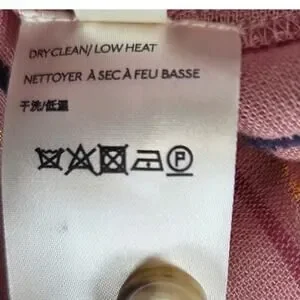 DRY CLEAN/ LOW HEAT
NETTOYER À SEC À FEU BASSE
干洗/低温
P